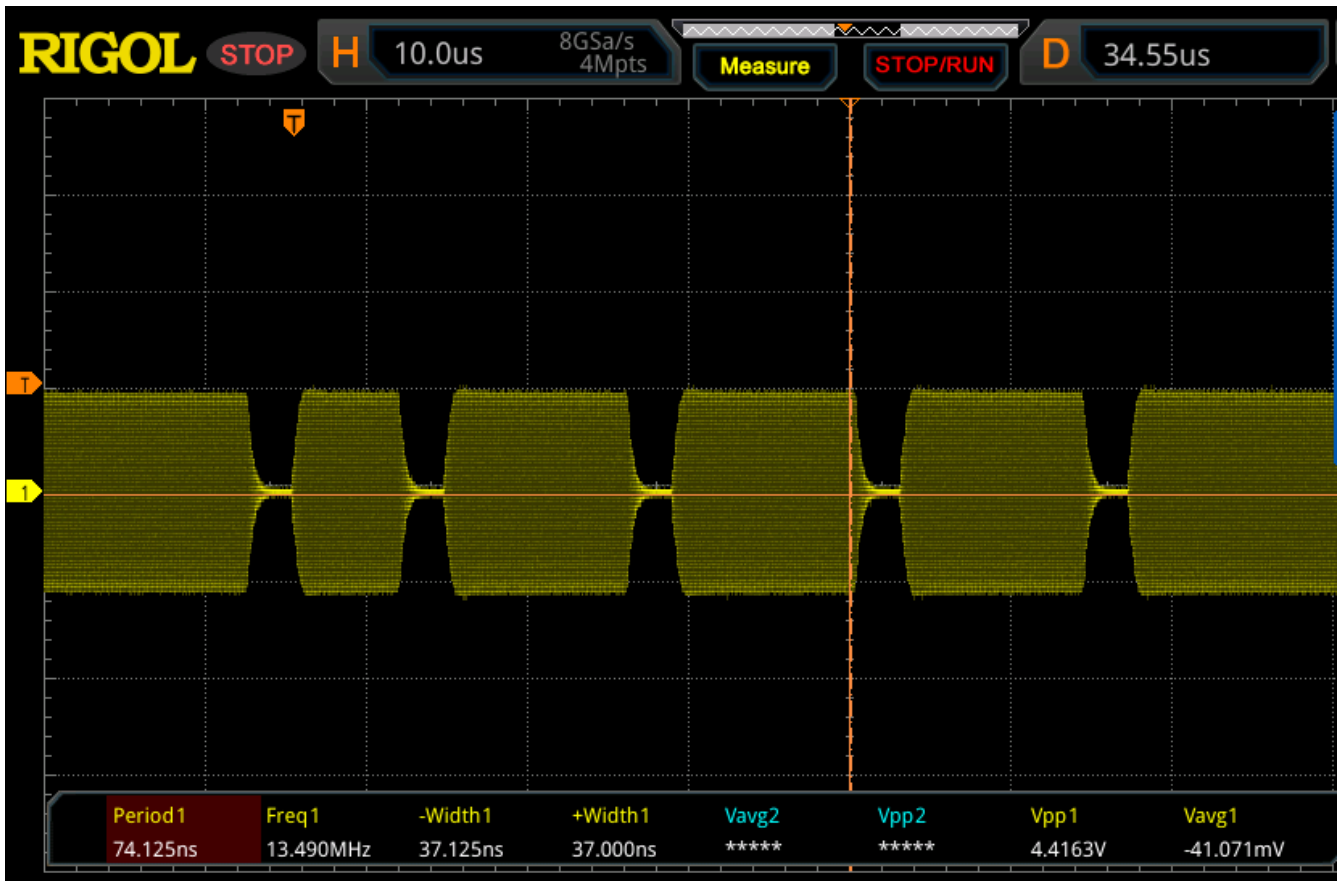 RIGOL STOP H 10.0us 8GSa/s 4Mpts Measure STOP/RUN D 34.55us
T
T
1
Period1 Freq1 -Width1 +Width1 Vavg2 Vpp2 Vpp1 Vavg1
74.125ns 13.490MHz 37.125ns 37.000ns ***** ***** 4.4163V -41.071mV